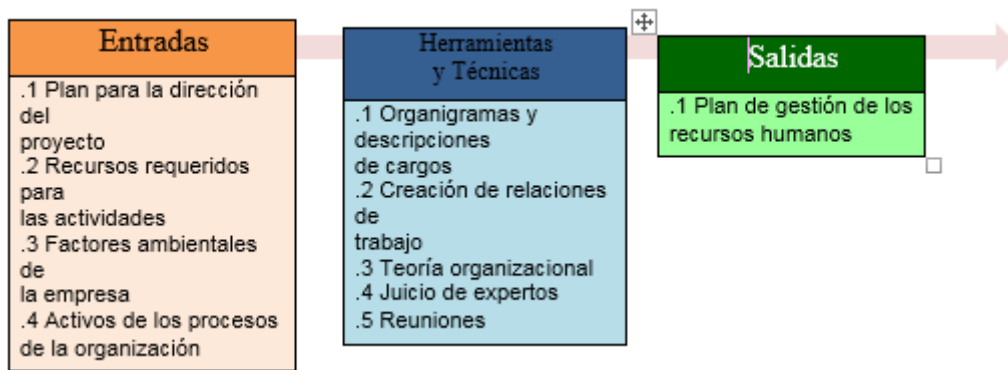 Entradas
.1 Plan para la dirección
del
proyecto
.2 Recursos requeridos
para
las actividades
.3 Factores ambientales
de
la empresa
.4 Activos de los procesos
de la organización
Herramientas
y Técnicas
.1 Organigramas y
descripciones
de cargos
.2 Creación de relaciones
de
trabajo
.3 Teoría organizacional
.4 Juicio de expertos
.5 Reuniones
Salidas
.1 Plan de gestión de los
recursos humanos